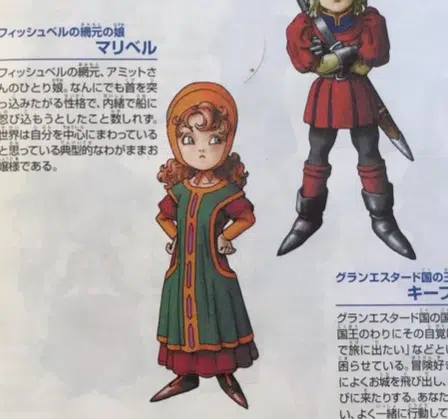 フィッシュベルの網元の娘
マリベル
フィッシュベルの網元、アミットさ
んのひとり娘。なんにでも首を突
っ込みたがる性格で、内緒で船に
忍び込もうとしたこと数しれず。
世界は自分を中心にまわっている
と思っている典型的なわがままお
嬢様である。
グランエスタード国の王
キーフ
グランエスタード国の国
国王のわりにその自覚に
で旅に出たい」などとい
困らせている。冒険好き
によくお城を飛び出し、
びに来たりする。あなた
い、よく一緒に行動し